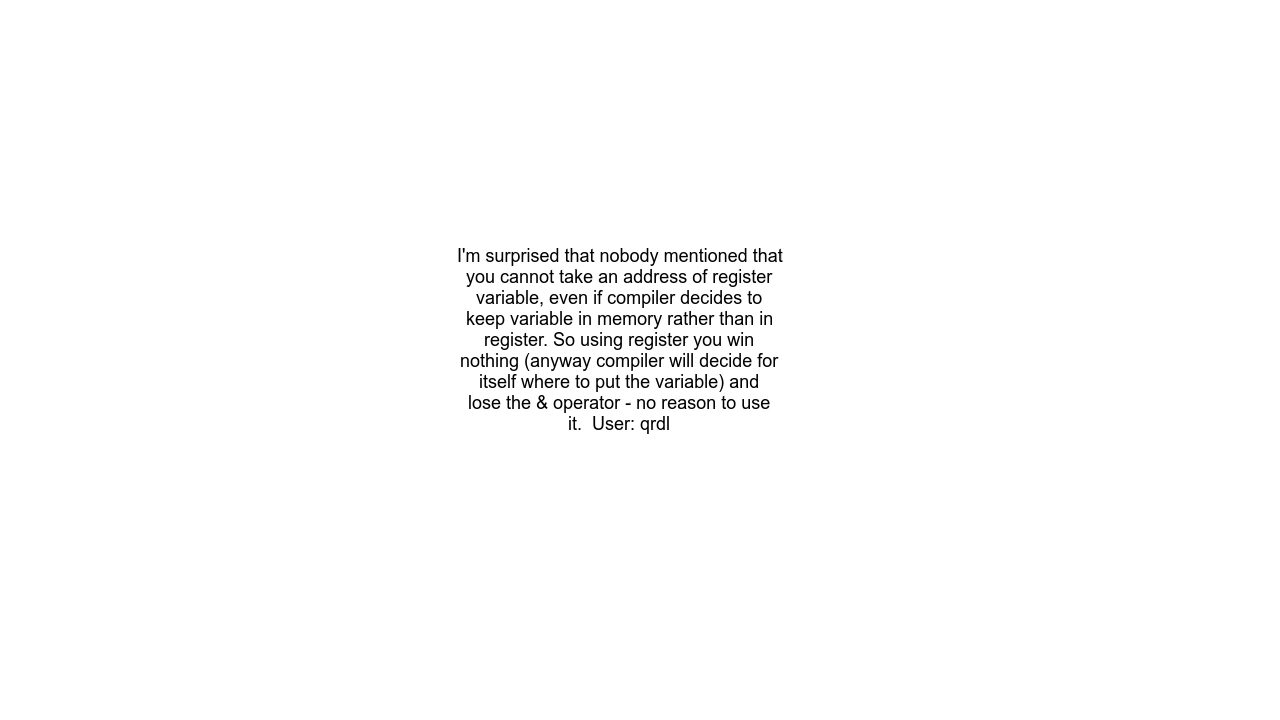 I'm surprised that nobody mentioned that
you cannot take an address of register
variable, even if compiler decides to
keep variable in memory rather than in
register. So using register you win
nothing (anyway compiler will decide for
itself where to put the variable) and
lose the & operator - no reason to use
it.  User: qrdl